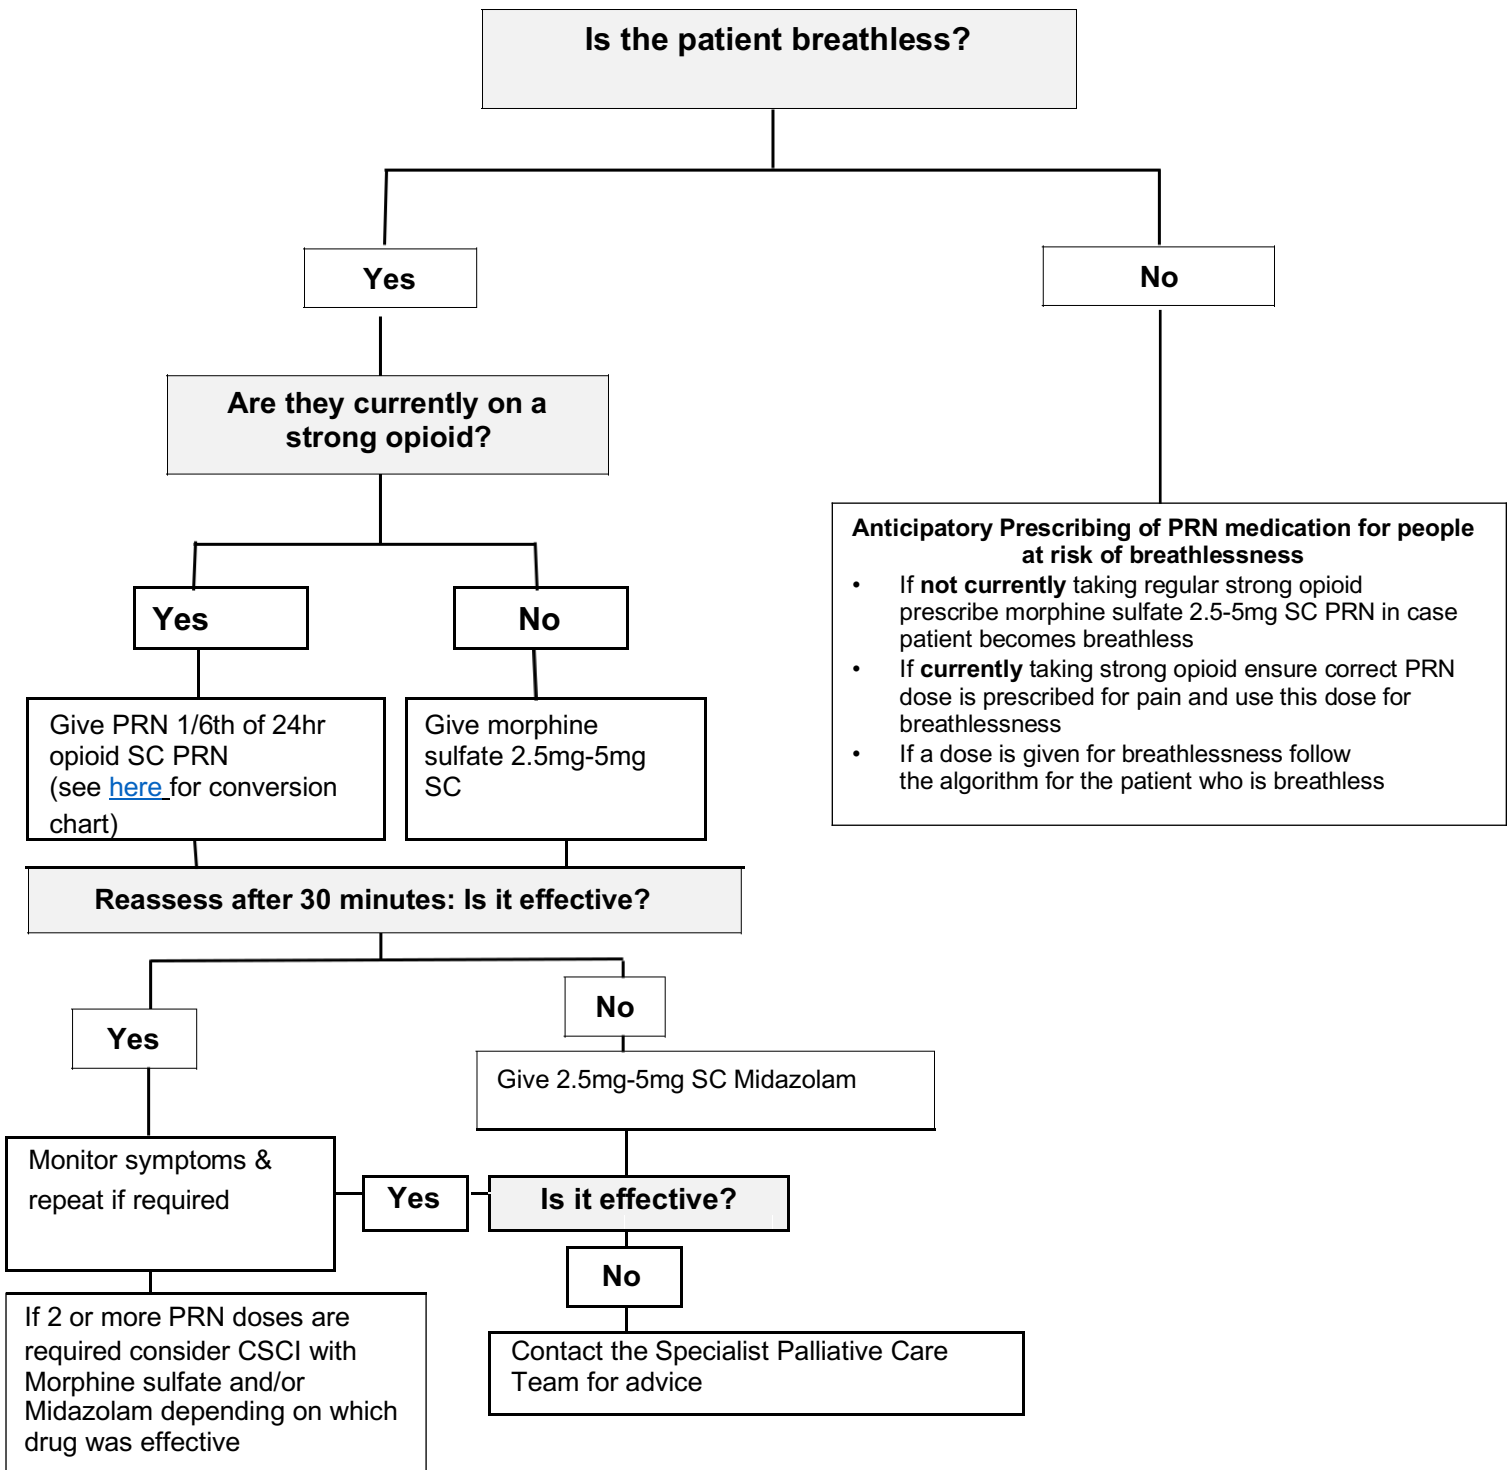 Is the patient breathless?
Yes
No
Are they currently on a
strong opioid?
Yes
No
Give PRN 1/6th of 24hr
opioid SC PRN
(see here for conversion
chart)
Give morphine
sulfate 2.5mg-5mg
SC
Anticipatory Prescribing of PRN medication for people
at risk of breathlessness
• If not currently taking regular strong opioid
prescribe morphine sulfate 2.5-5mg SC PRN in case
patient becomes breathless
• If currently taking strong opioid ensure correct PRN
dose is prescribed for pain and use this dose for
breathlessness
• If a dose is given for breathlessness follow
the algorithm for the patient who is breathless
Reassess after 30 minutes: Is it effective?
Yes
No
Give 2.5mg-5mg SC Midazolam
Monitor symptoms &
repeat if required
Yes
Is it effective?
No
If 2 or more PRN doses are
required consider CSCI with
Morphine sulfate and/or
Midazolam depending on which
drug was effective
Contact the Specialist Palliative Care
Team for advice